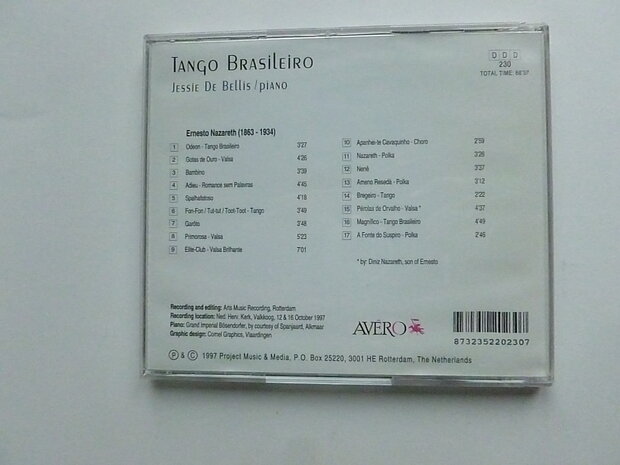 TANGO BRASILEIRO
JESSIE DE BELLIS / PIANO
D D D
230
TOTAL TIME: 66'57
Ernesto Nazareth (1863 - 1934)
1 Odeon - Tango Brasileiro 3'27
2 Gotas de Ouro - Valsa 4'26
3 Bambino 3'39
4 Adieu - Romance sem Palavras 4'45
5 Spalhafatoso 4'18
6 Fon-Fon / Tut-tut / Toot-Toot - Tango 3'49
7 Garôto 3'48
8 Primorosa - Valsa 5'23
9 Elite-Club - Valsa Brilhante 7'01
10 Apanhei-te Cavaquinho - Choro 2'59
11 Nazareth - Polka 3'28
12 Nenê 3'37
13 Ameno Resedá - Polka 3'12
14 Bregeiro - Tango 2'22
15 Pérolas de Orvalho - Valsa * 4'37
16 Magnífico - Tango Brasileiro 4'49
17 A Fonte do Suspiro - Polka 2'46
* by: Diniz Nazareth, son of Ernesto
Recording and editing: Arts Music Recording, Rotterdam
Recording location: Ned. Herv. Kerk, Valkkoog, 12 & 16 October 1997
Piano: Grand Imperial Bösendorfer, by courtesy of Spanjaard, Alkmaar
Graphic design: Cornel Graphics, Vlaardingen
AVÊRO
8732352202307
℗ & © 1997 Project Music & Media, P.O. Box 25220, 3001 HE Rotterdam, The Netherlands